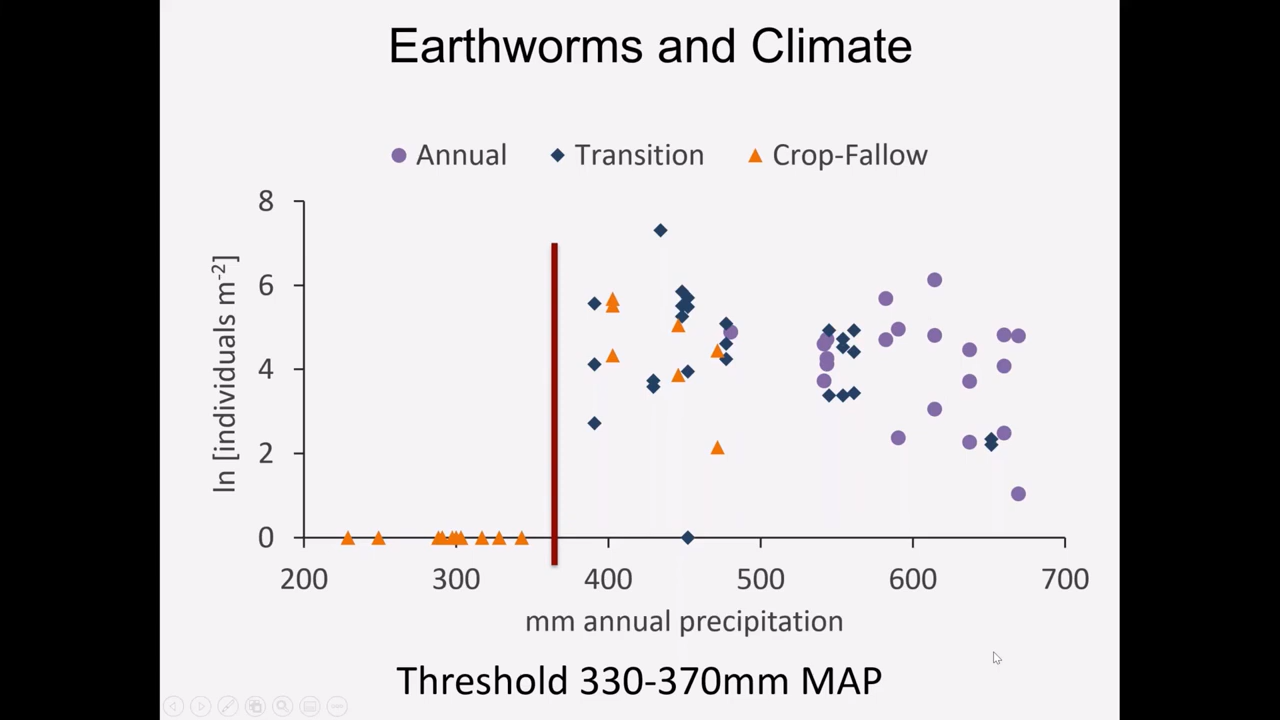 Earthworms and Climate
Annual Transition Crop-Fallow
8
6
4
2
0
ln [individuals m⁻²]
200 300 400 500 600 700
mm annual precipitation
Threshold 330-370mm MAP